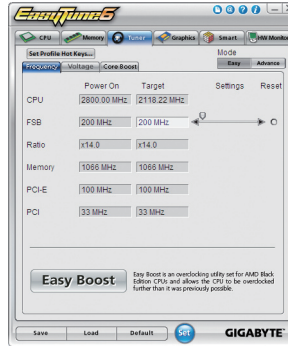 EasyTune6
CPU Memory Tuner Graphics Smart HW Monitor
Set Profile Hot Keys... Mode
Frequency Voltage Core Boost Easy Advance
Power On Target Settings Reset
CPU 2800.00 MHz 2118.22 MHz
FSB 200 MHz 200 MHz
Ratio x14.0 x14.0
Memory 1066 MHz 1066 MHz
PCI-E 100 MHz 100 MHz
PCI 33 MHz 33 MHz
Easy Boost
Easy Boost is an overclocking utility set for AMD Black
Edition CPUs and allows the CPU to be overclocked
further than it was previously possible.
Save Load Default Set GIGABYTE